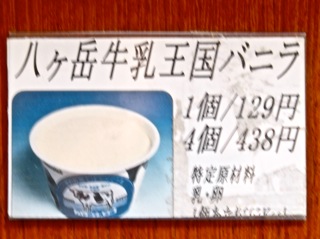 八ヶ岳牛乳王国バニラ
1個/129円
4個/438円
特定原材料
乳・卵